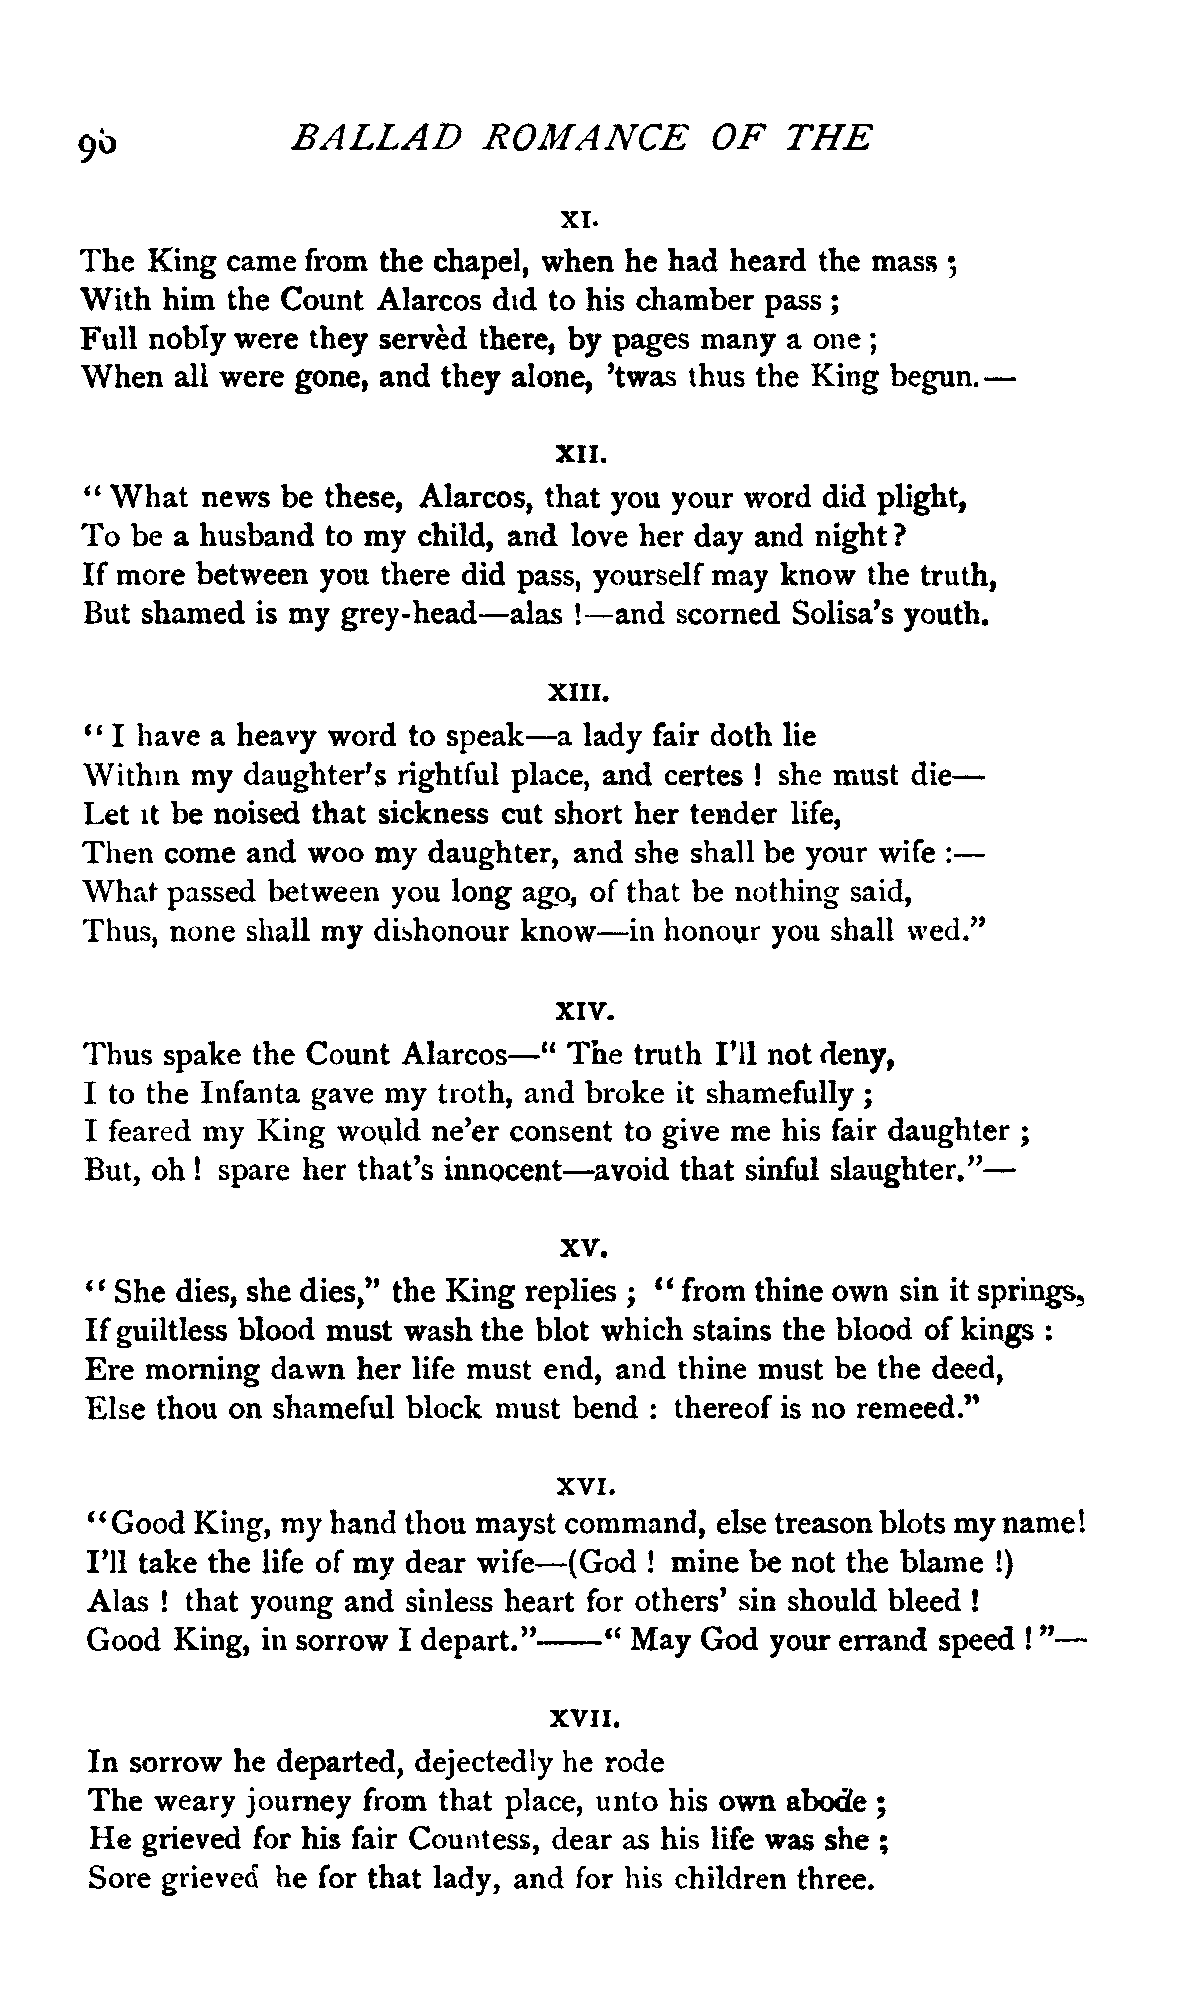 90 BALLAD ROMANCE OF THE
XI.
The King came from the chapel, when he had heard the mass ;
With him the Count Alarcos did to his chamber pass ;
Full nobly were they servèd there, by pages many a one ;
When all were gone, and they alone, 'twas thus the King begun.—
XII.
“ What news be these, Alarcos, that you your word did plight,
To be a husband to my child, and love her day and night ?
If more between you there did pass, yourself may know the truth,
But shamed is my grey-head—alas !—and scorned Solisa's youth.
XIII.
“ I have a heavy word to speak—a lady fair doth lie
Within my daughter's rightful place, and certes ! she must die—
Let it be noised that sickness cut short her tender life,
Then come and woo my daughter, and she shall be your wife :—
What passed between you long ago, of that be nothing said,
Thus, none shall my dishonour know—in honour you shall wed.”
XIV.
Thus spake the Count Alarcos—“ The truth I'll not deny,
I to the Infanta gave my troth, and broke it shamefully ;
I feared my King would ne'er consent to give me his fair daughter ;
But, oh ! spare her that's innocent—avoid that sinful slaughter.”—
XV.
“ She dies, she dies,” the King replies ; “ from thine own sin it springs,
If guiltless blood must wash the blot which stains the blood of kings :
Ere morning dawn her life must end, and thine must be the deed,
Else thou on shameful block must bend : thereof is no remeed.”
XVI.
“Good King, my hand thou mayst command, else treason blots my name!
I'll take the life of my dear wife—(God ! mine be not the blame !)
Alas ! that young and sinless heart for others' sin should bleed !
Good King, in sorrow I depart.”——“ May God your errand speed ! ”—
XVII.
In sorrow he departed, dejectedly he rode
The weary journey from that place, unto his own abode ;
He grieved for his fair Countess, dear as his life was she ;
Sore grieved he for that lady, and for his children three.